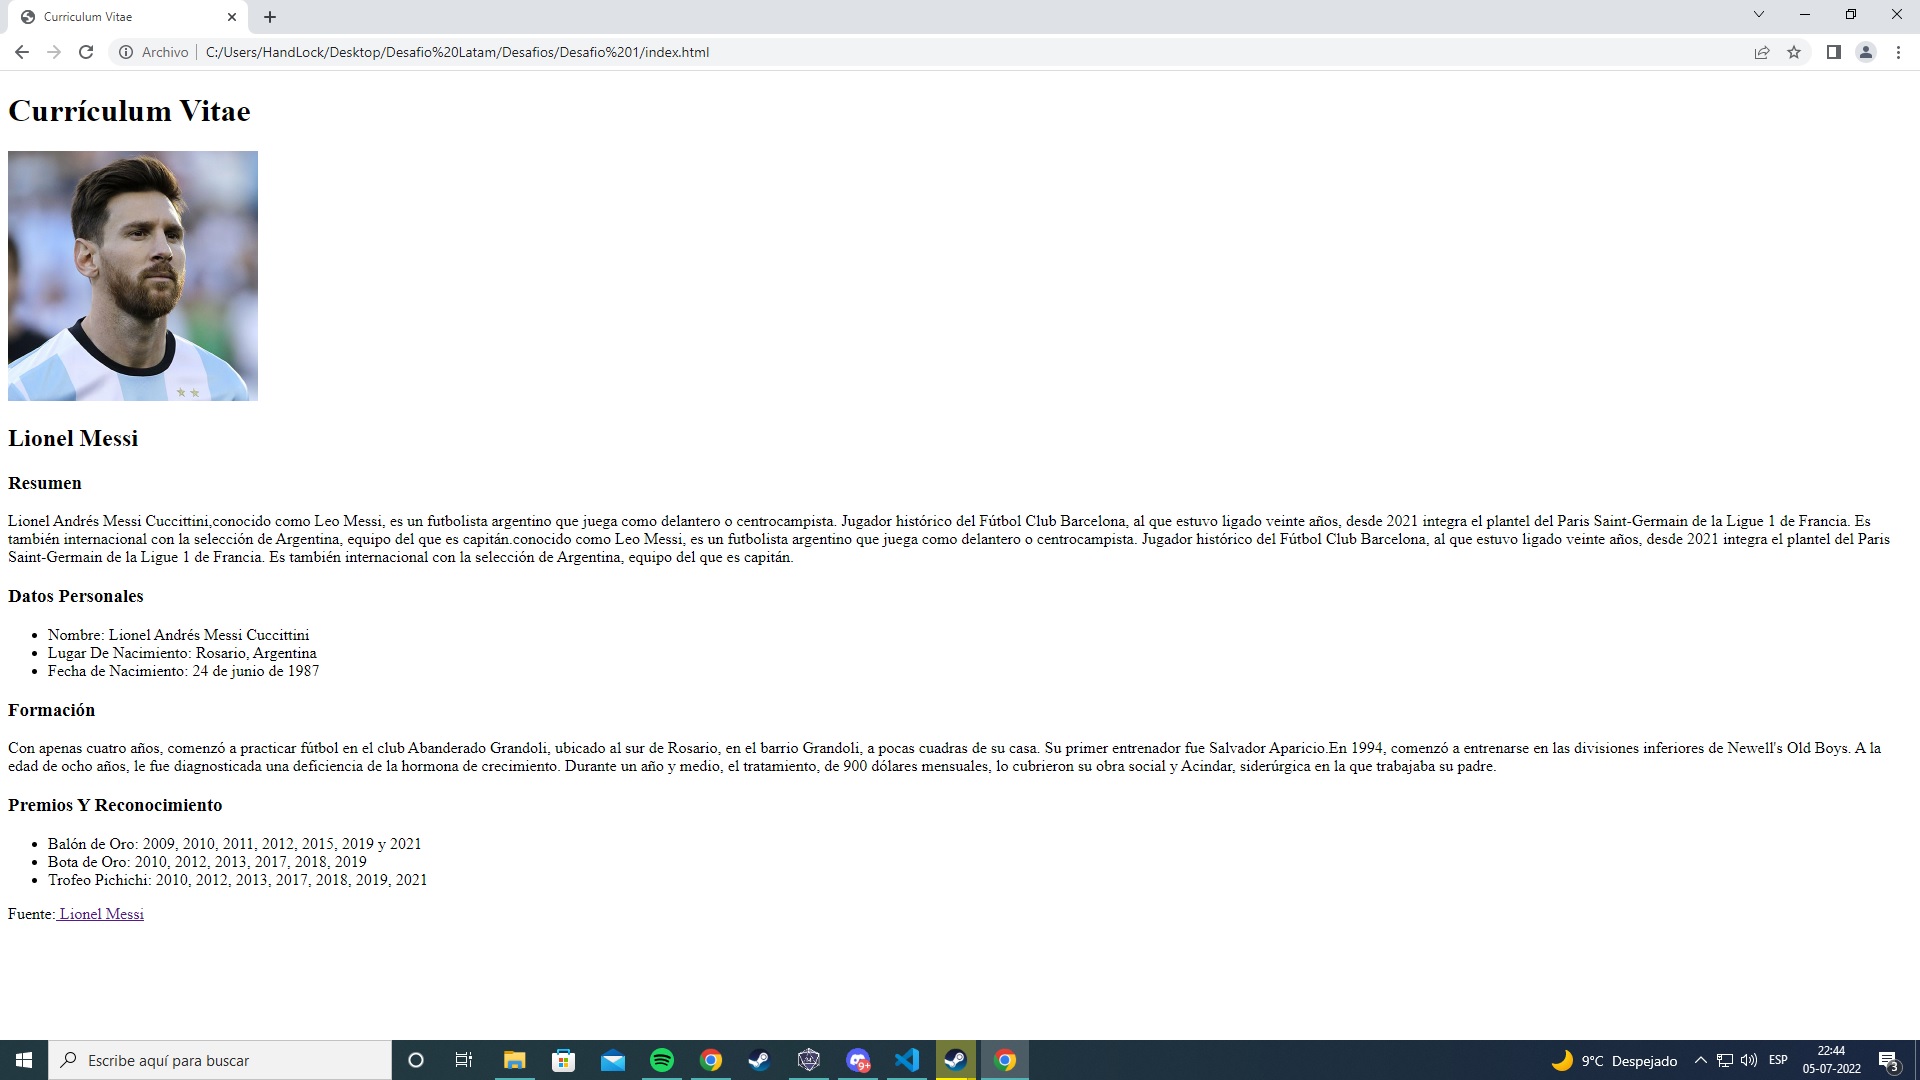 Curriculum Vitae
Archivo
C:/Users/HandLock/Desktop/Desafio%20Latam/Desafios/Desafio%201/index.html
Currículum Vitae
Lionel Messi
Resumen
Lionel Andrés Messi Cuccittini,conocido como Leo Messi, es un futbolista argentino que juega como delantero o centrocampista. Jugador histórico del Fútbol Club Barcelona, al que estuvo ligado veinte años, desde 2021 integra el plantel del Paris Saint-Germain de la Ligue 1 de Francia. Es
también internacional con la selección de Argentina, equipo del que es capitán.conocido como Leo Messi, es un futbolista argentino que juega como delantero o centrocampista. Jugador histórico del Fútbol Club Barcelona, al que estuvo ligado veinte años, desde 2021 integra el plantel del Paris
Saint-Germain de la Ligue 1 de Francia. Es también internacional con la selección de Argentina, equipo del que es capitán.
Datos Personales
• Nombre: Lionel Andrés Messi Cuccittini
• Lugar De Nacimiento: Rosario, Argentina
• Fecha de Nacimiento: 24 de junio de 1987
Formación
Con apenas cuatro años, comenzó a practicar fútbol en el club Abanderado Grandoli, ubicado al sur de Rosario, en el barrio Grandoli, a pocas cuadras de su casa. Su primer entrenador fue Salvador Aparicio.En 1994, comenzó a entrenarse en las divisiones inferiores de Newell's Old Boys. A la
edad de ocho años, le fue diagnosticada una deficiencia de la hormona de crecimiento. Durante un año y medio, el tratamiento, de 900 dólares mensuales, lo cubrieron su obra social y Acindar, siderúrgica en la que trabajaba su padre.
Premios Y Reconocimiento
• Balón de Oro: 2009, 2010, 2011, 2012, 2015, 2019 y 2021
• Bota de Oro: 2010, 2012, 2013, 2017, 2018, 2019
• Trofeo Pichichi: 2010, 2012, 2013, 2017, 2018, 2019, 2021
Fuente: Lionel Messi
Escribe aquí para buscar
9+
9°C Despejado
ESP
22:44
05-07-2022
3